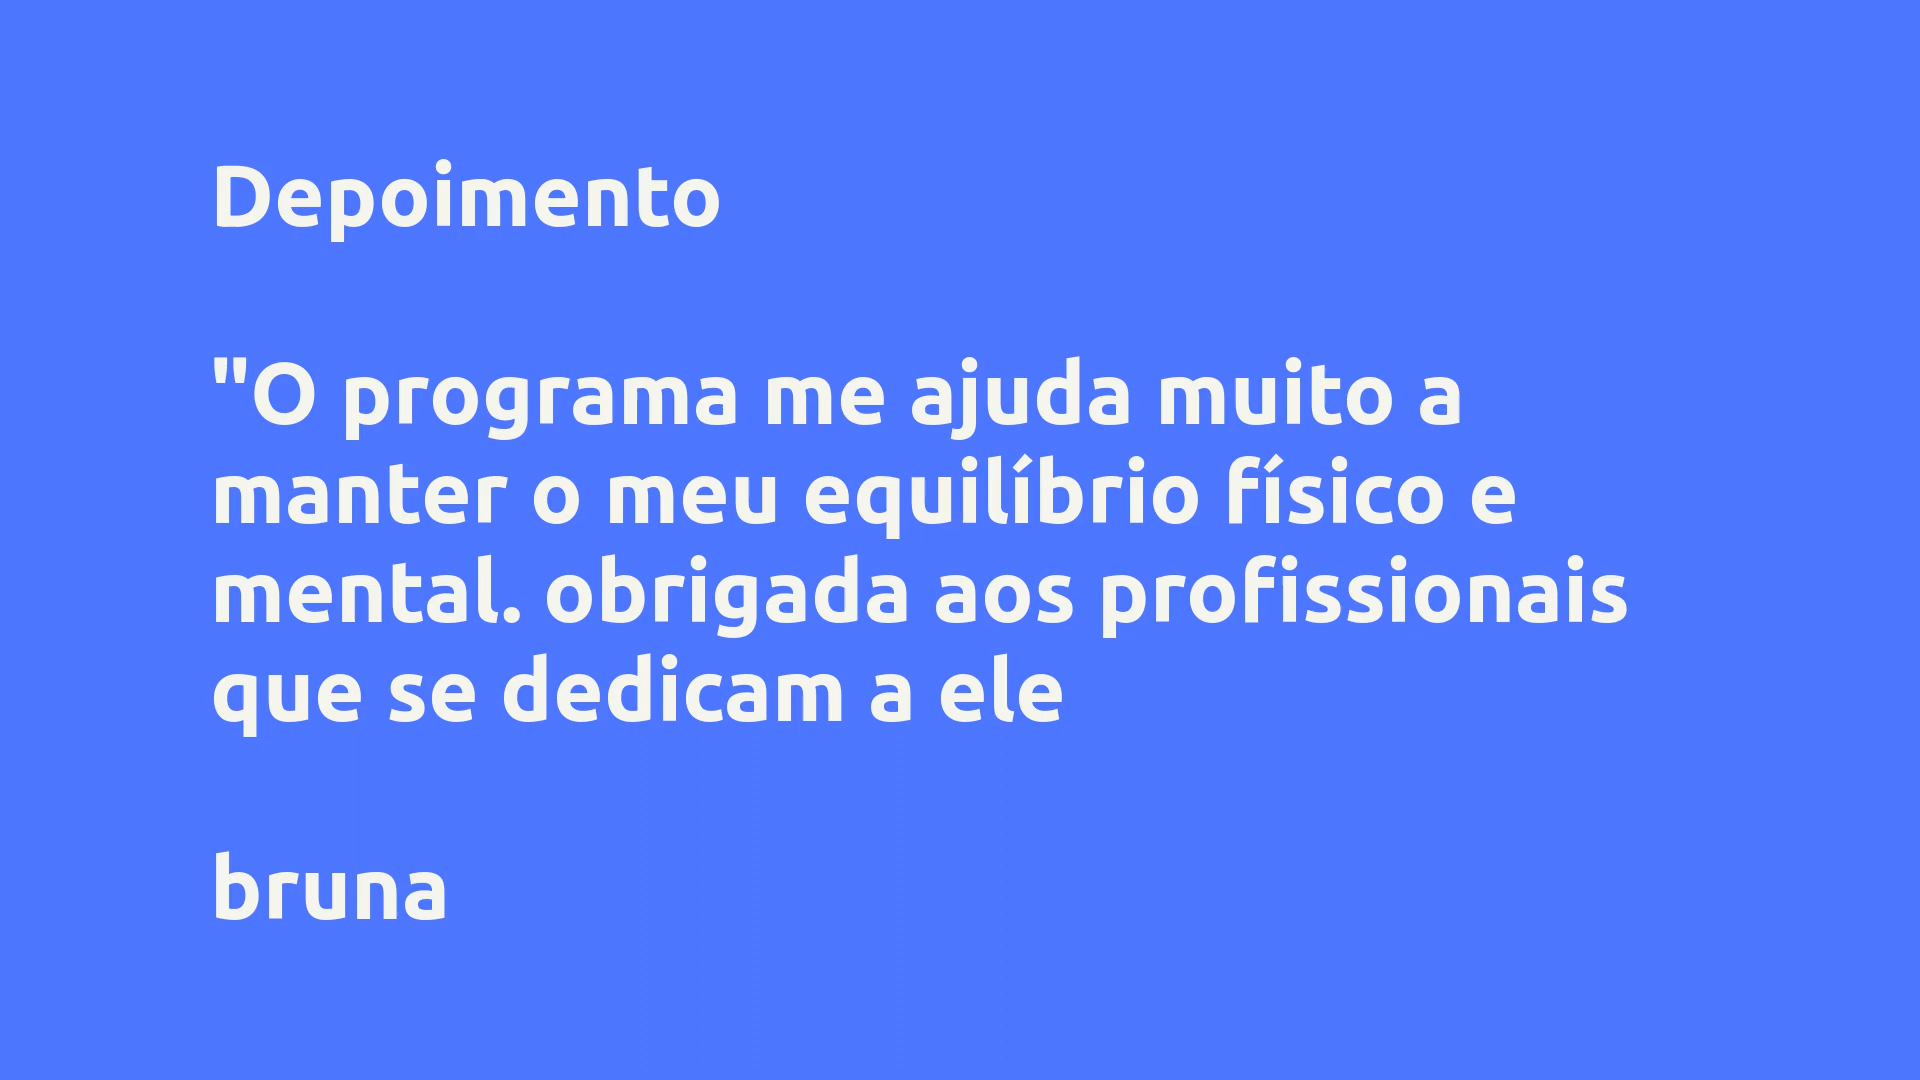 Depoimento
"O programa me ajuda muito a
manter o meu equilíbrio físico e
mental. obrigada aos profissionais
que se dedicam a ele
bruna